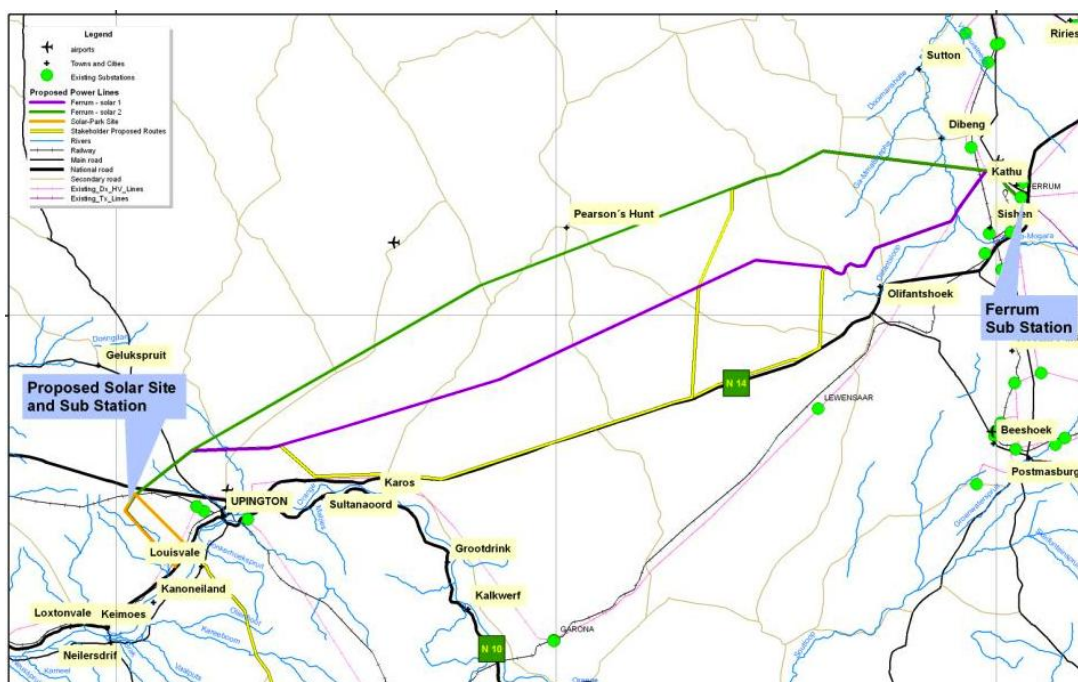 Legend
airports
Towns and Cities
Existing Substations
Proposed Power Lines
Ferrum - solar 1
Ferrum - solar 2
Solar-Park Site
Stakeholder Proposed Routes
Rivers
Railway
Main road
National road
Secondary road
Existing_Dx_HV_Lines
Existing_Tx_Lines
Riries
Sutton
Dibeng
Kathu
Sishen
Pearson´s Hunt
Olifantshoek
Ferrum
Sub Station
Gelukspruit
Proposed Solar Site
and Sub Station
N 14
LEWENSAAR
Beeshoek
Postmasburg
Karos
UPINGTON
Sultanaoord
Louisvale
Grootdrink
Kanoneiland
Kalkwerf
Loxtonvale
Keimoes
GARONA
Neilersdrif
N 10